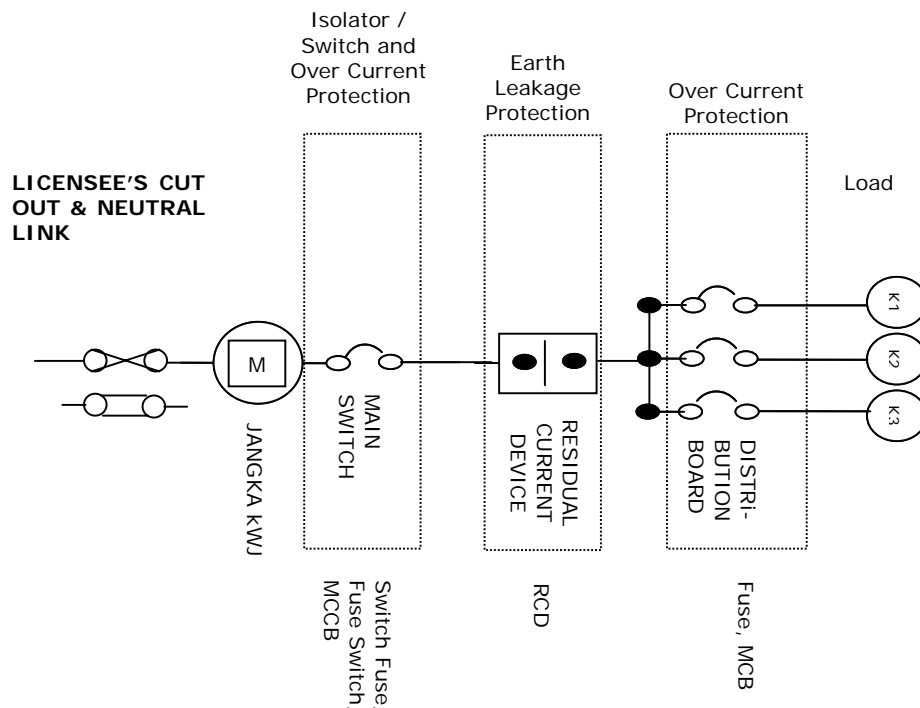 Isolator /
Switch and
Over Current
Protection
Earth
Leakage
Protection
Over Current
Protection
LICENSEE'S CUT
OUT & NEUTRAL
LINK
Load
M
K1
K2
K3
JANGKA kWJ
MAIN
SWITCH
RESIDUAL
CURRENT
DEVICE
DISTRI-
BUTION
BOARD
Switch Fuse,
Fuse Switch,
MCCB
RCD
Fuse, MCB